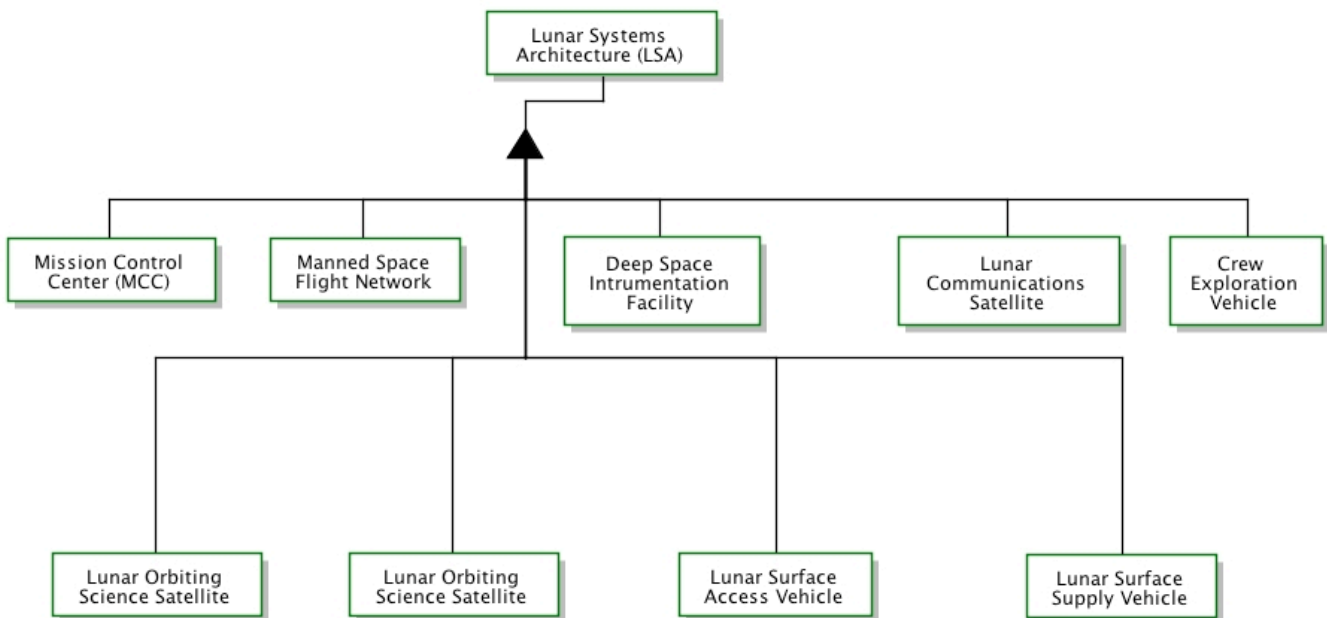 Lunar Systems
Architecture (LSA)
Mission Control
Center (MCC)
Manned Space
Flight Network
Deep Space
Intrumentation
Facility
Lunar
Communications
Satellite
Crew
Exploration
Vehicle
Lunar Orbiting
Science Satellite
Lunar Orbiting
Science Satellite
Lunar Surface
Access Vehicle
Lunar Surface
Supply Vehicle